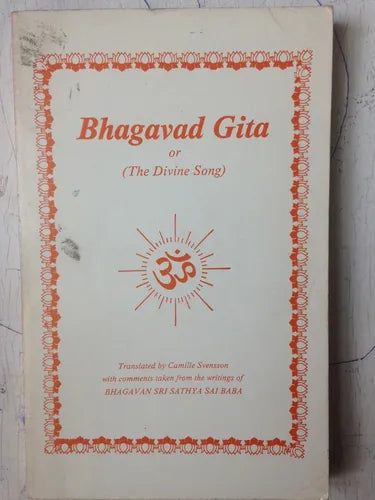 Bhagavad Gita
or
(The Divine Song)
ॐ
Translated by Camille Svensson
with comments taken from the writings of
BHAGAVAN SRI SATHYA SAI BABA